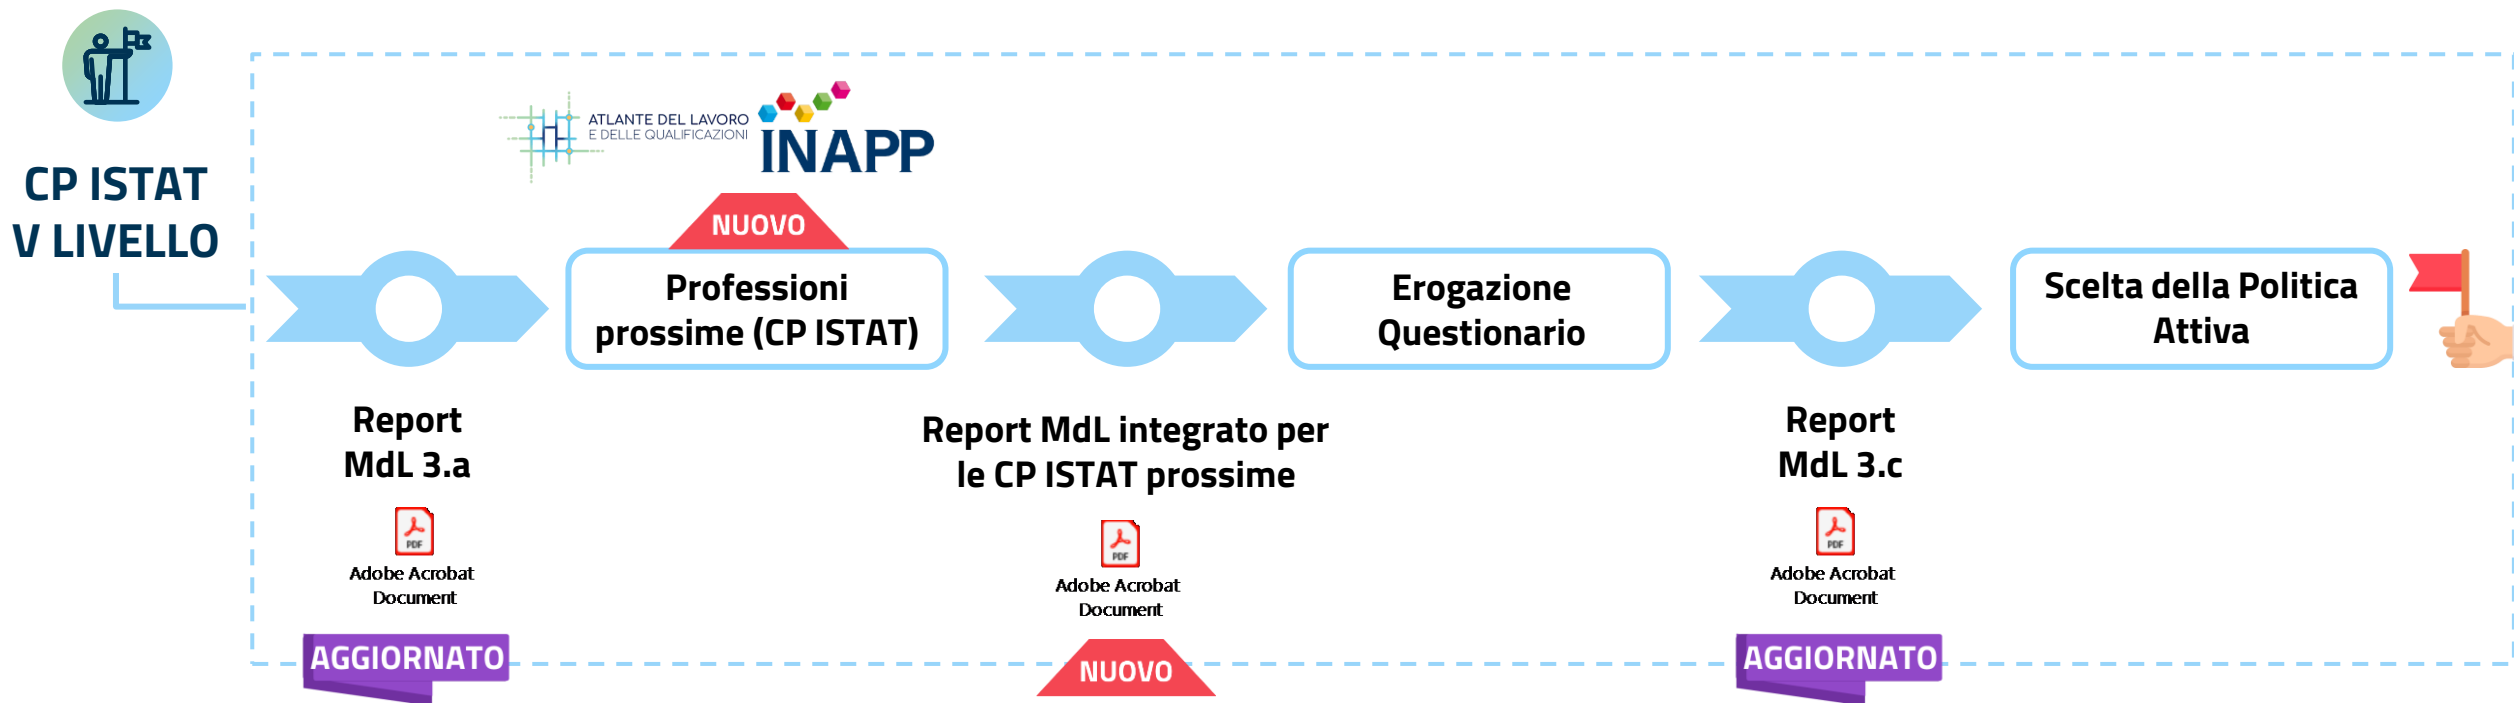 CP ISTAT
V LIVELLO
ATLANTE DEL LAVORO
E DELLE QUALIFICAZIONI
INAPP
NUOVO
Professioni
prossime (CP ISTAT)
Erogazione
Questionario
Scelta della Politica
Attiva
Report
MdL 3.a
PDF
Adobe Acrobat
Document
AGGIORNATO
Report MdL integrato per
le CP ISTAT prossime
PDF
Adobe Acrobat
Document
NUOVO
Report
MdL 3.c
PDF
Adobe Acrobat
Document
AGGIORNATO